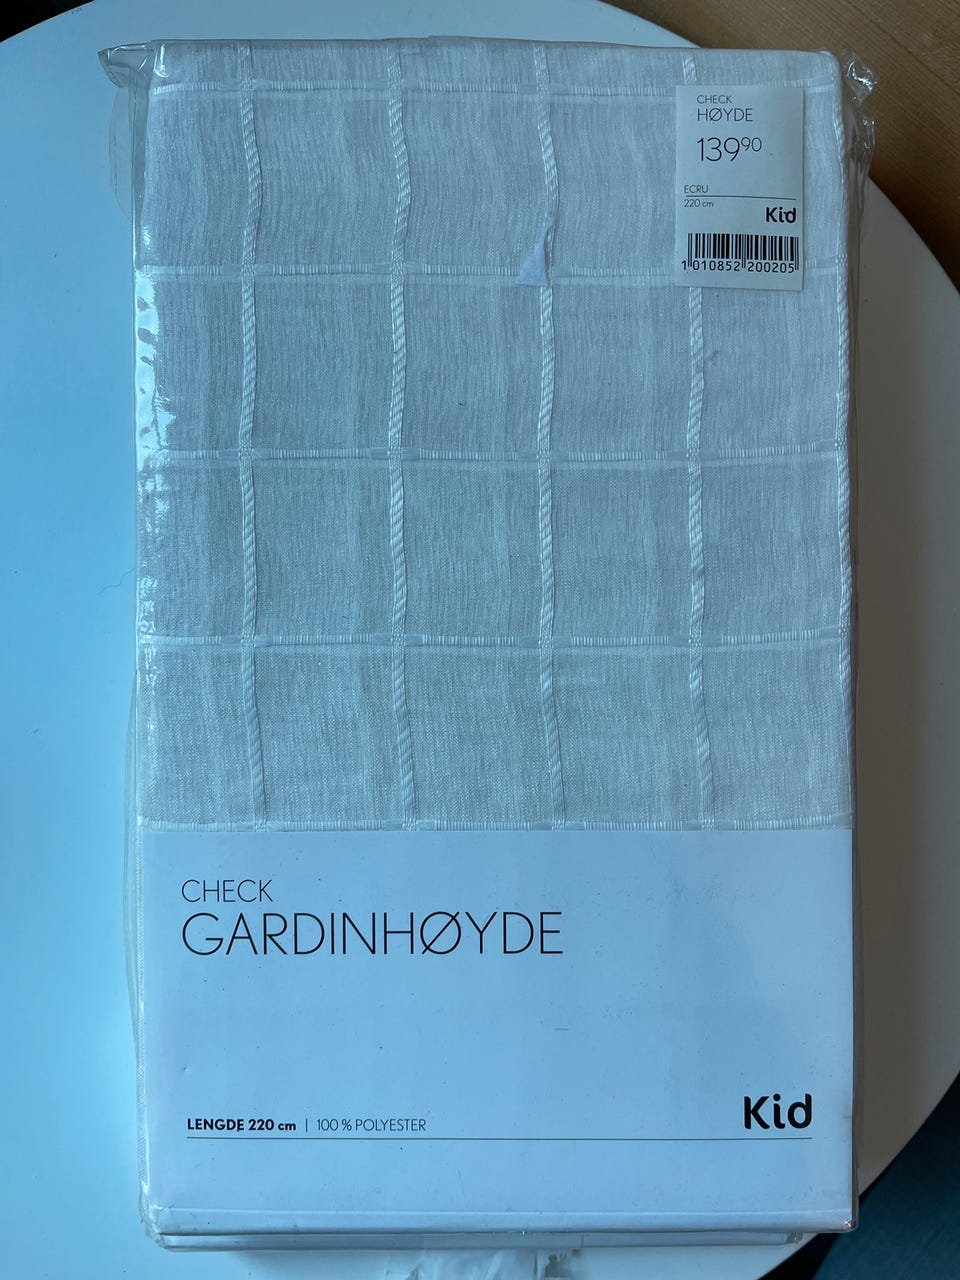 CHECK
HØYDE
139⁹⁰
ECRU
220 cm
Kid
1 010852 200205
CHECK
GARDINHØYDE
Kid
LENGDE 220 cm | 100 % POLYESTER